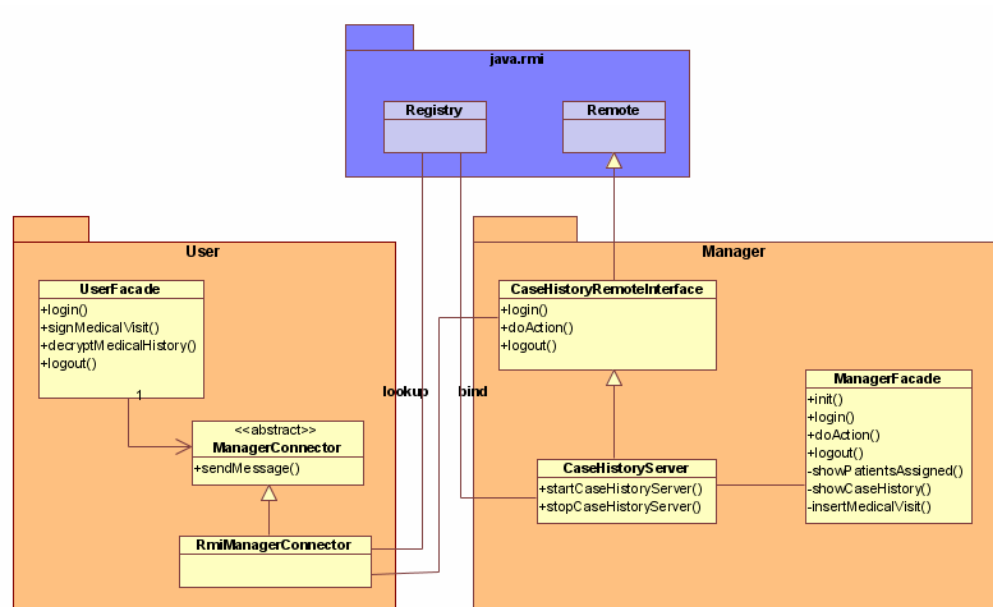 java.rmi
Registry
Remote
User
UserFacade
+login()
+signMedicalVisit()
+decryptMedicalHistory()
+logout()
1
<<abstract>>
ManagerConnector
+sendMessage()
RmiManagerConnector
lookup
bind
Manager
CaseHistoryRemoteInterface
+login()
+doAction()
+logout()
CaseHistoryServer
+startCaseHistoryServer()
+stopCaseHistoryServer()
ManagerFacade
+init()
+login()
+doAction()
+logout()
-showPatientsAssigned()
-showCaseHistory()
-insertMedicalVisit()